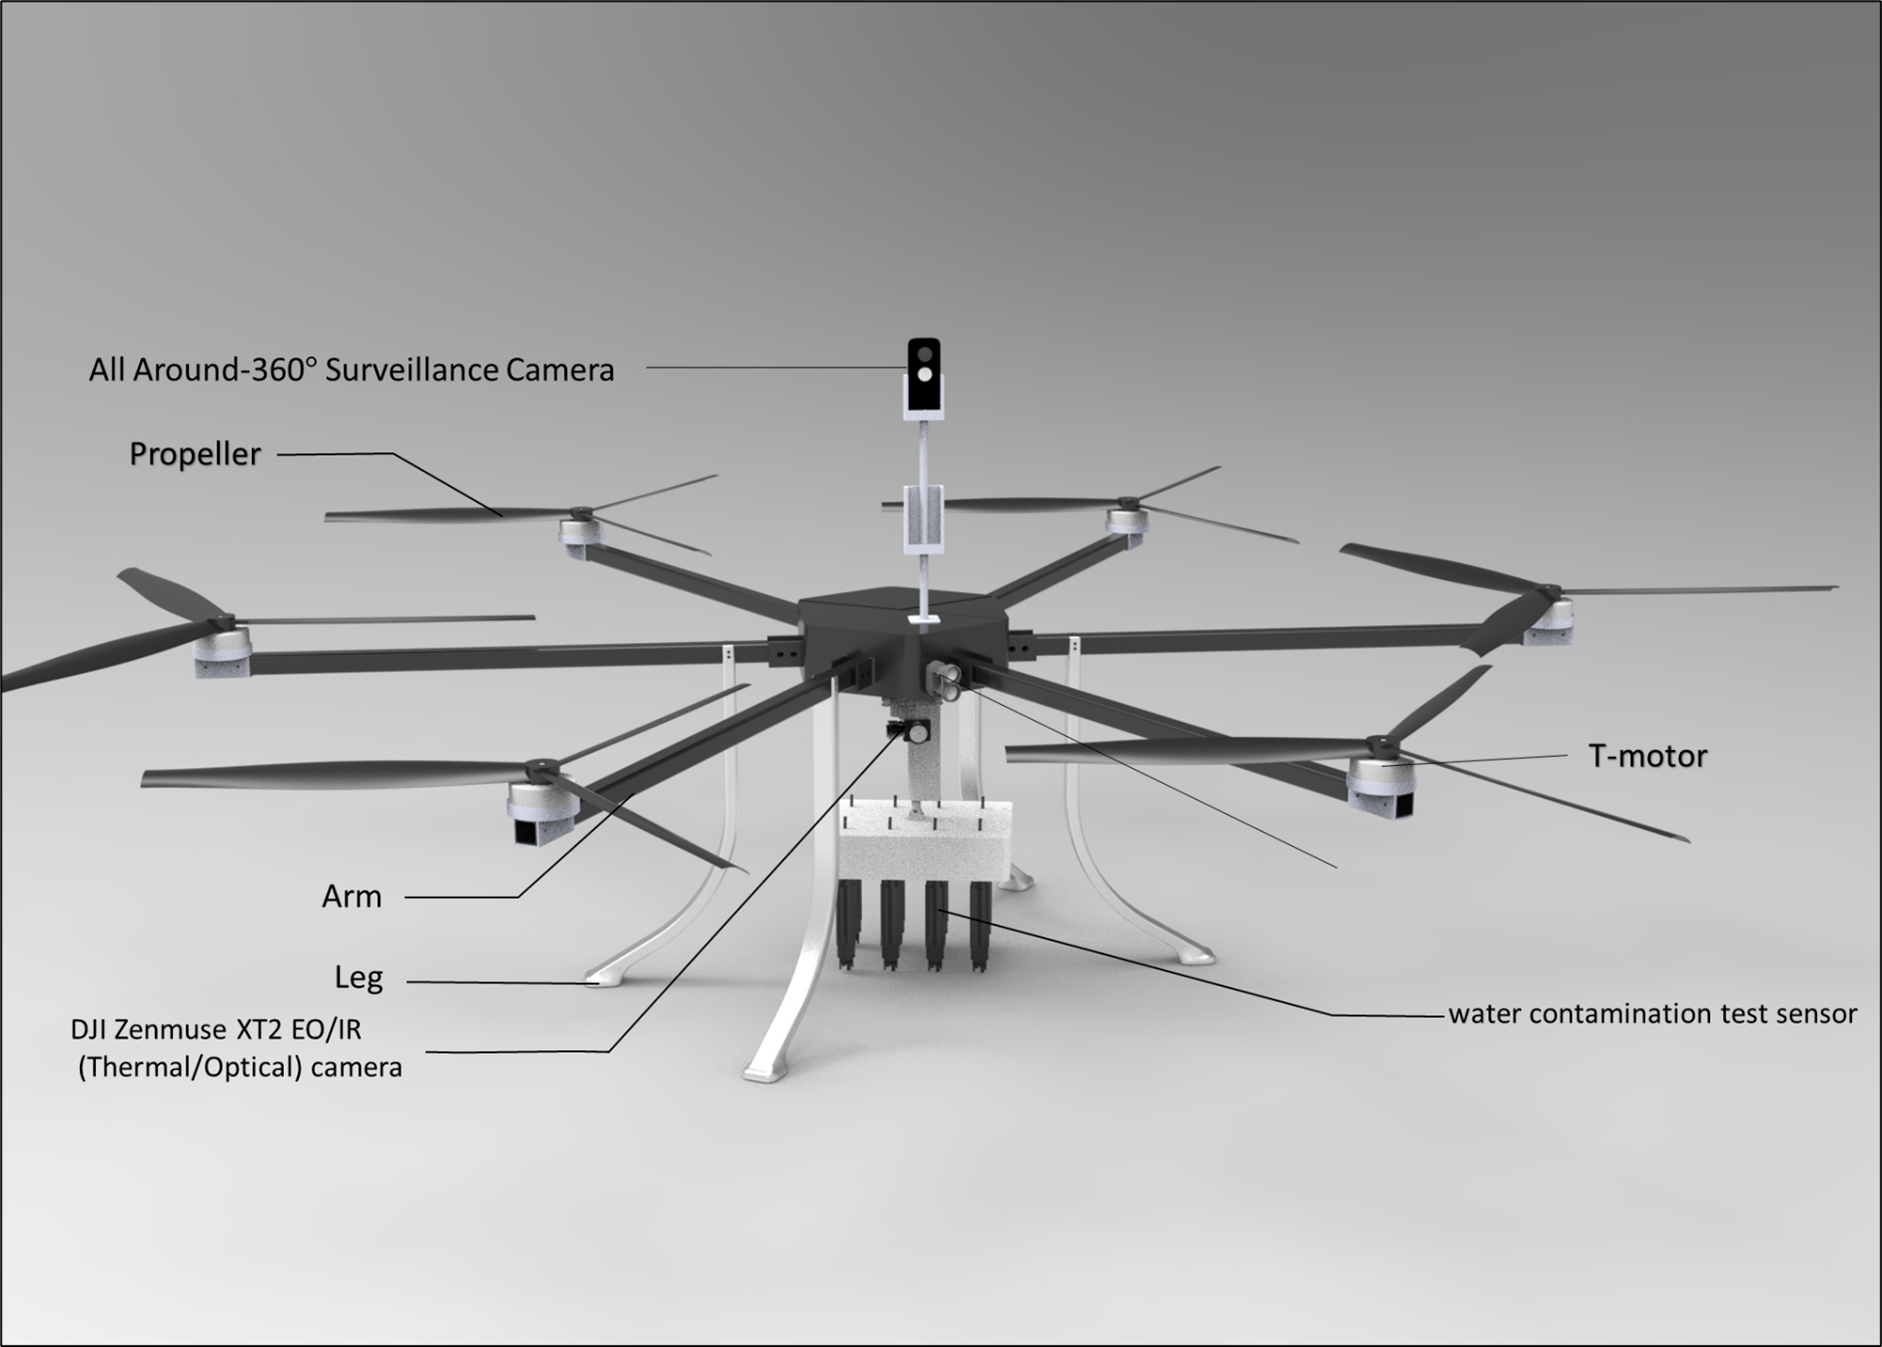 All Around-360° Surveillance Camera
Propeller
T-motor
Arm
Leg
water contamination test sensor
DJI Zenmuse XT2 EO/IR
(Thermal/Optical) camera